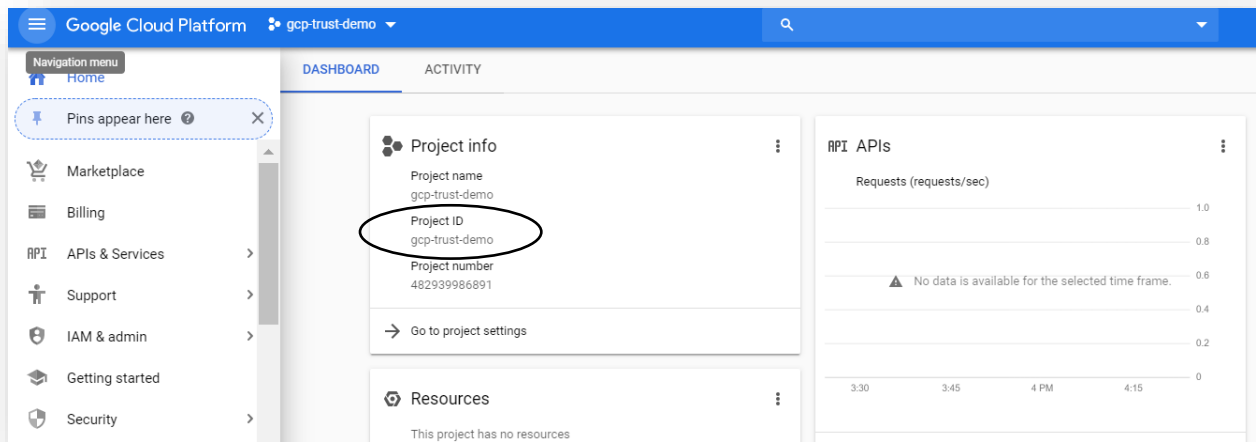 Google Cloud Platform
gcp-trust-demo
Navigation menu
Home
Pins appear here
Marketplace
Billing
API APIs & Services
Support
IAM & admin
Getting started
Security
DASHBOARD
ACTIVITY
Project info
Project name
gcp-trust-demo
Project ID
gcp-trust-demo
Project number
482939986891
Go to project settings
Resources
This project has no resources
API APIs
Requests (requests/sec)
1.0
0.8
No data is available for the selected time frame.
0.6
0.4
0.2
0
3:30 3:45 4 PM 4:15